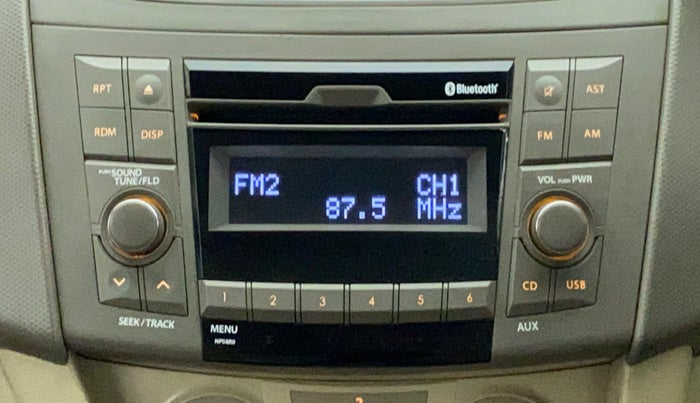 RPT
RDM DISP
Bluetooth
AST
FM AM
PUSH SOUND
TUNE/FLD
FM2 CH1
87.5 MHz
VOL PUSH PWR
CD USB
1 2 3 4 5 6
SEEK/TRACK
MENU
AUX